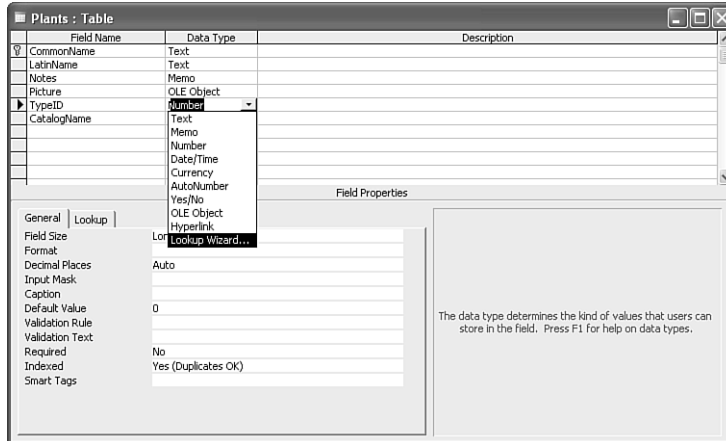 Plants : Table
Field Name Data Type Description
CommonName Text
LatinName Text
Notes Memo
Picture OLE Object
TypeID Number
CatalogName Text
Memo
Number
Date/Time
Currency
AutoNumber
Yes/No
OLE Object
Hyperlink
Lookup Wizard...
Field Properties
General Lookup
Field Size Lon
Format
Decimal Places Auto
Input Mask
Caption
Default Value 0
Validation Rule
Validation Text
Required No
Indexed Yes (Duplicates OK)
Smart Tags
The data type determines the kind of values that users can
store in the field. Press F1 for help on data types.